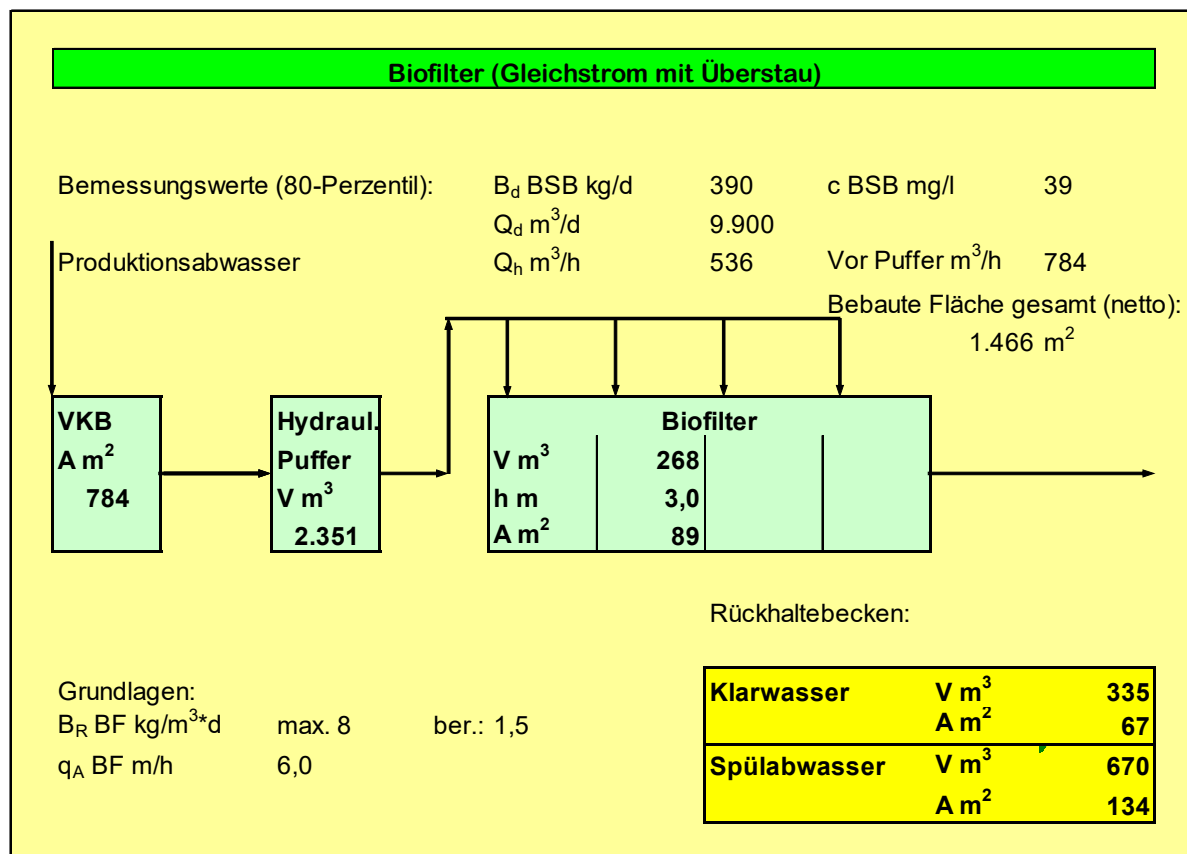 Biofilter (Gleichstrom mit Überstau)
Bemessungswerte (80-Perzentil): B_d BSB kg/d 390 c BSB mg/l 39
Q_d m³/d 9.900
Produktionsabwasser Q_h m³/h 536 Vor Puffer m³/h 784
Bebaute Fläche gesamt (netto):
1.466 m²
VKB
A m²
784
Hydraul.
Puffer
V m³
2.351
Biofilter
V m³ 268
h m 3,0
A m² 89
Rückhaltebecken:
Grundlagen:
B_R BF kg/m³*d max. 8 ber.: 1,5
q_A BF m/h 6,0
Klarwasser V m³ 335
A m² 67
Spülabwasser V m³ 670
A m² 134